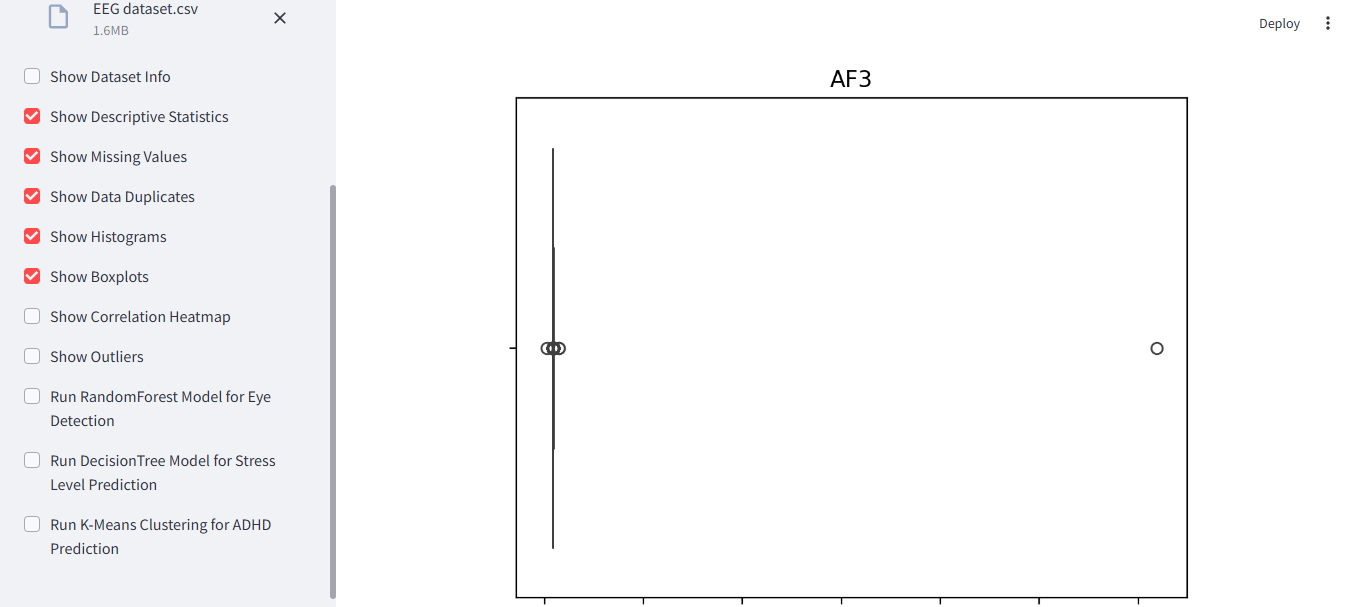 EEG dataset.csv
1.6MB
Show Dataset Info
Show Descriptive Statistics
Show Missing Values
Show Data Duplicates
Show Histograms
Show Boxplots
Show Correlation Heatmap
Show Outliers
Run RandomForest Model for Eye
Detection
Run DecisionTree Model for Stress
Level Prediction
Run K-Means Clustering for ADHD
Prediction
Deploy
AF3